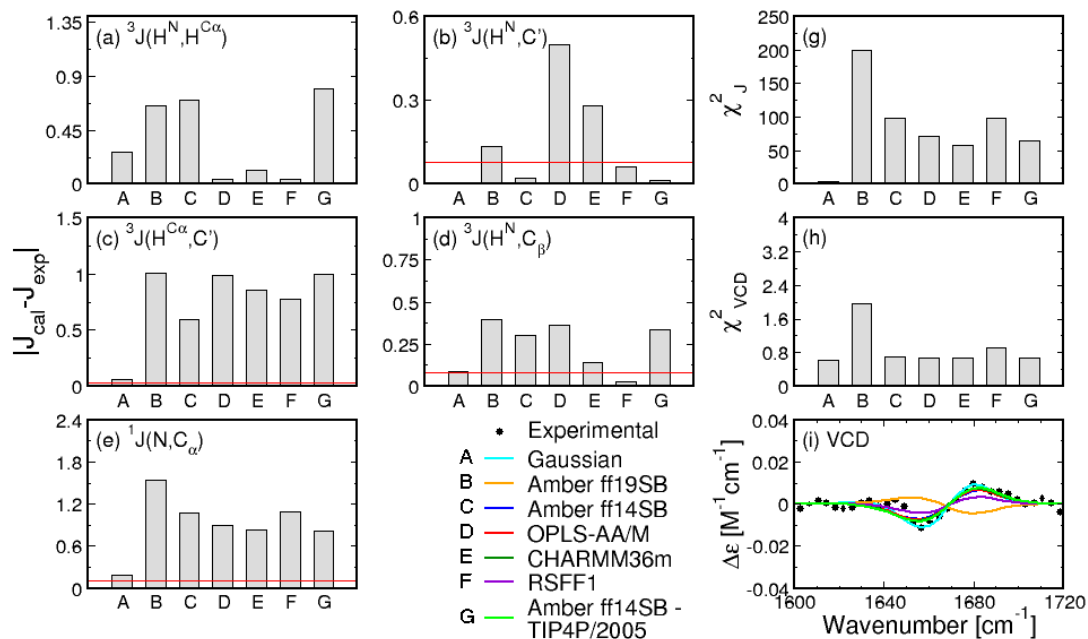 (a) ³J(Hᴺ,Hᶜᵅ)
1.35
0.9
0.45
0
A B C D E F G
(b) ³J(Hᴺ,C')
0.6
0.3
0
A B C D E F G
(g)
χ²J
250
200
150
100
50
0
A B C D E F G
(c) ³J(Hᶜᵅ,C')
|Jcal-Jexp|
1.5
1
0.5
0
A B C D E F G
(d) ³J(Hᴺ,Cβ)
1
0.75
0.5
0.25
0
A B C D E F G
(h)
χ²VCD
4
3.2
2.4
1.6
0.8
0
A B C D E F G
(e) ¹J(N,Cα)
2.4
1.8
1.2
0.6
0
A B C D E F G
Experimental
A Gaussian
B Amber ff19SB
C Amber ff14SB
D OPLS-AA/M
E CHARMM36m
F RSFF1
G Amber ff14SB -
TIP4P/2005
(i) VCD
Δε [M⁻¹cm⁻¹]
0.04
0.02
0
-0.02
-0.04
1600 1640 1680 1720
Wavenumber [cm⁻¹]